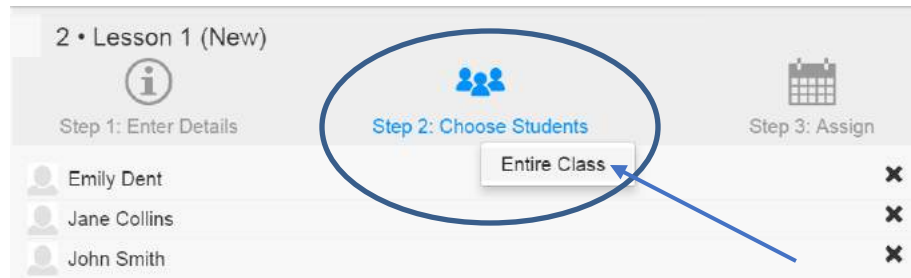 2 • Lesson 1 (New)
Step 1: Enter Details
Step 2: Choose Students
Step 3: Assign
Entire Class
Emily Dent
Jane Collins
John Smith